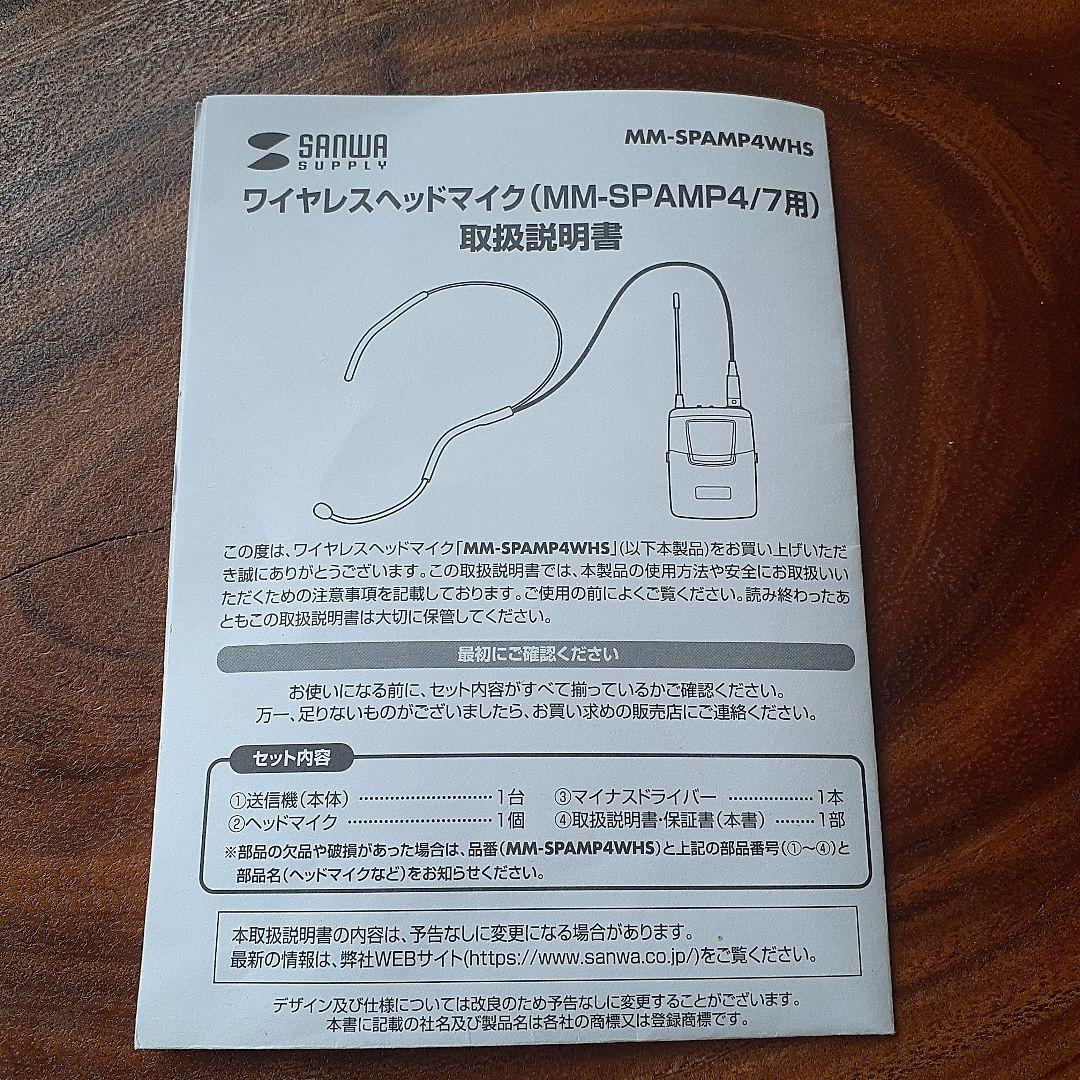 SANWA
SUPPLY
MM-SPAMP4WHS
ワイヤレスヘッドマイク(MM-SPAMP4/7用)
取扱説明書
この度は、ワイヤレスヘッドマイク「MM-SPAMP4WHS」(以下本製品)をお買い上げいただ
き誠にありがとうございます。この取扱説明書では、本製品の使用方法や安全にお取扱いい
ただくための注意事項を記載しております。ご使用の前によくご覧ください。読み終わったあ
ともこの取扱説明書は大切に保管してください。
最初にご確認ください
お使いになる前に、セット内容がすべて揃っているかご確認ください。
万一、足りないものがございましたら、お買い求めの販売店にご連絡ください。
セット内容
①送信機(本体) ……………………… 1台
②ヘッドマイク ……………………… 1個
③マイナスドライバー ……………… 1本
④取扱説明書・保証書(本書) ……… 1部
※部品の欠品や破損があった場合は、品番(MM-SPAMP4WHS)と上記の部品番号(①~④)と
部品名(ヘッドマイクなど)をお知らせください。
本取扱説明書の内容は、予告なしに変更になる場合があります。
最新の情報は、弊社WEBサイト(https://www.sanwa.co.jp/)をご覧ください。
デザイン及び仕様については改良のため予告なしに変更することがございます。
本書に記載の社名及び製品名は各社の商標又は登録商標です。